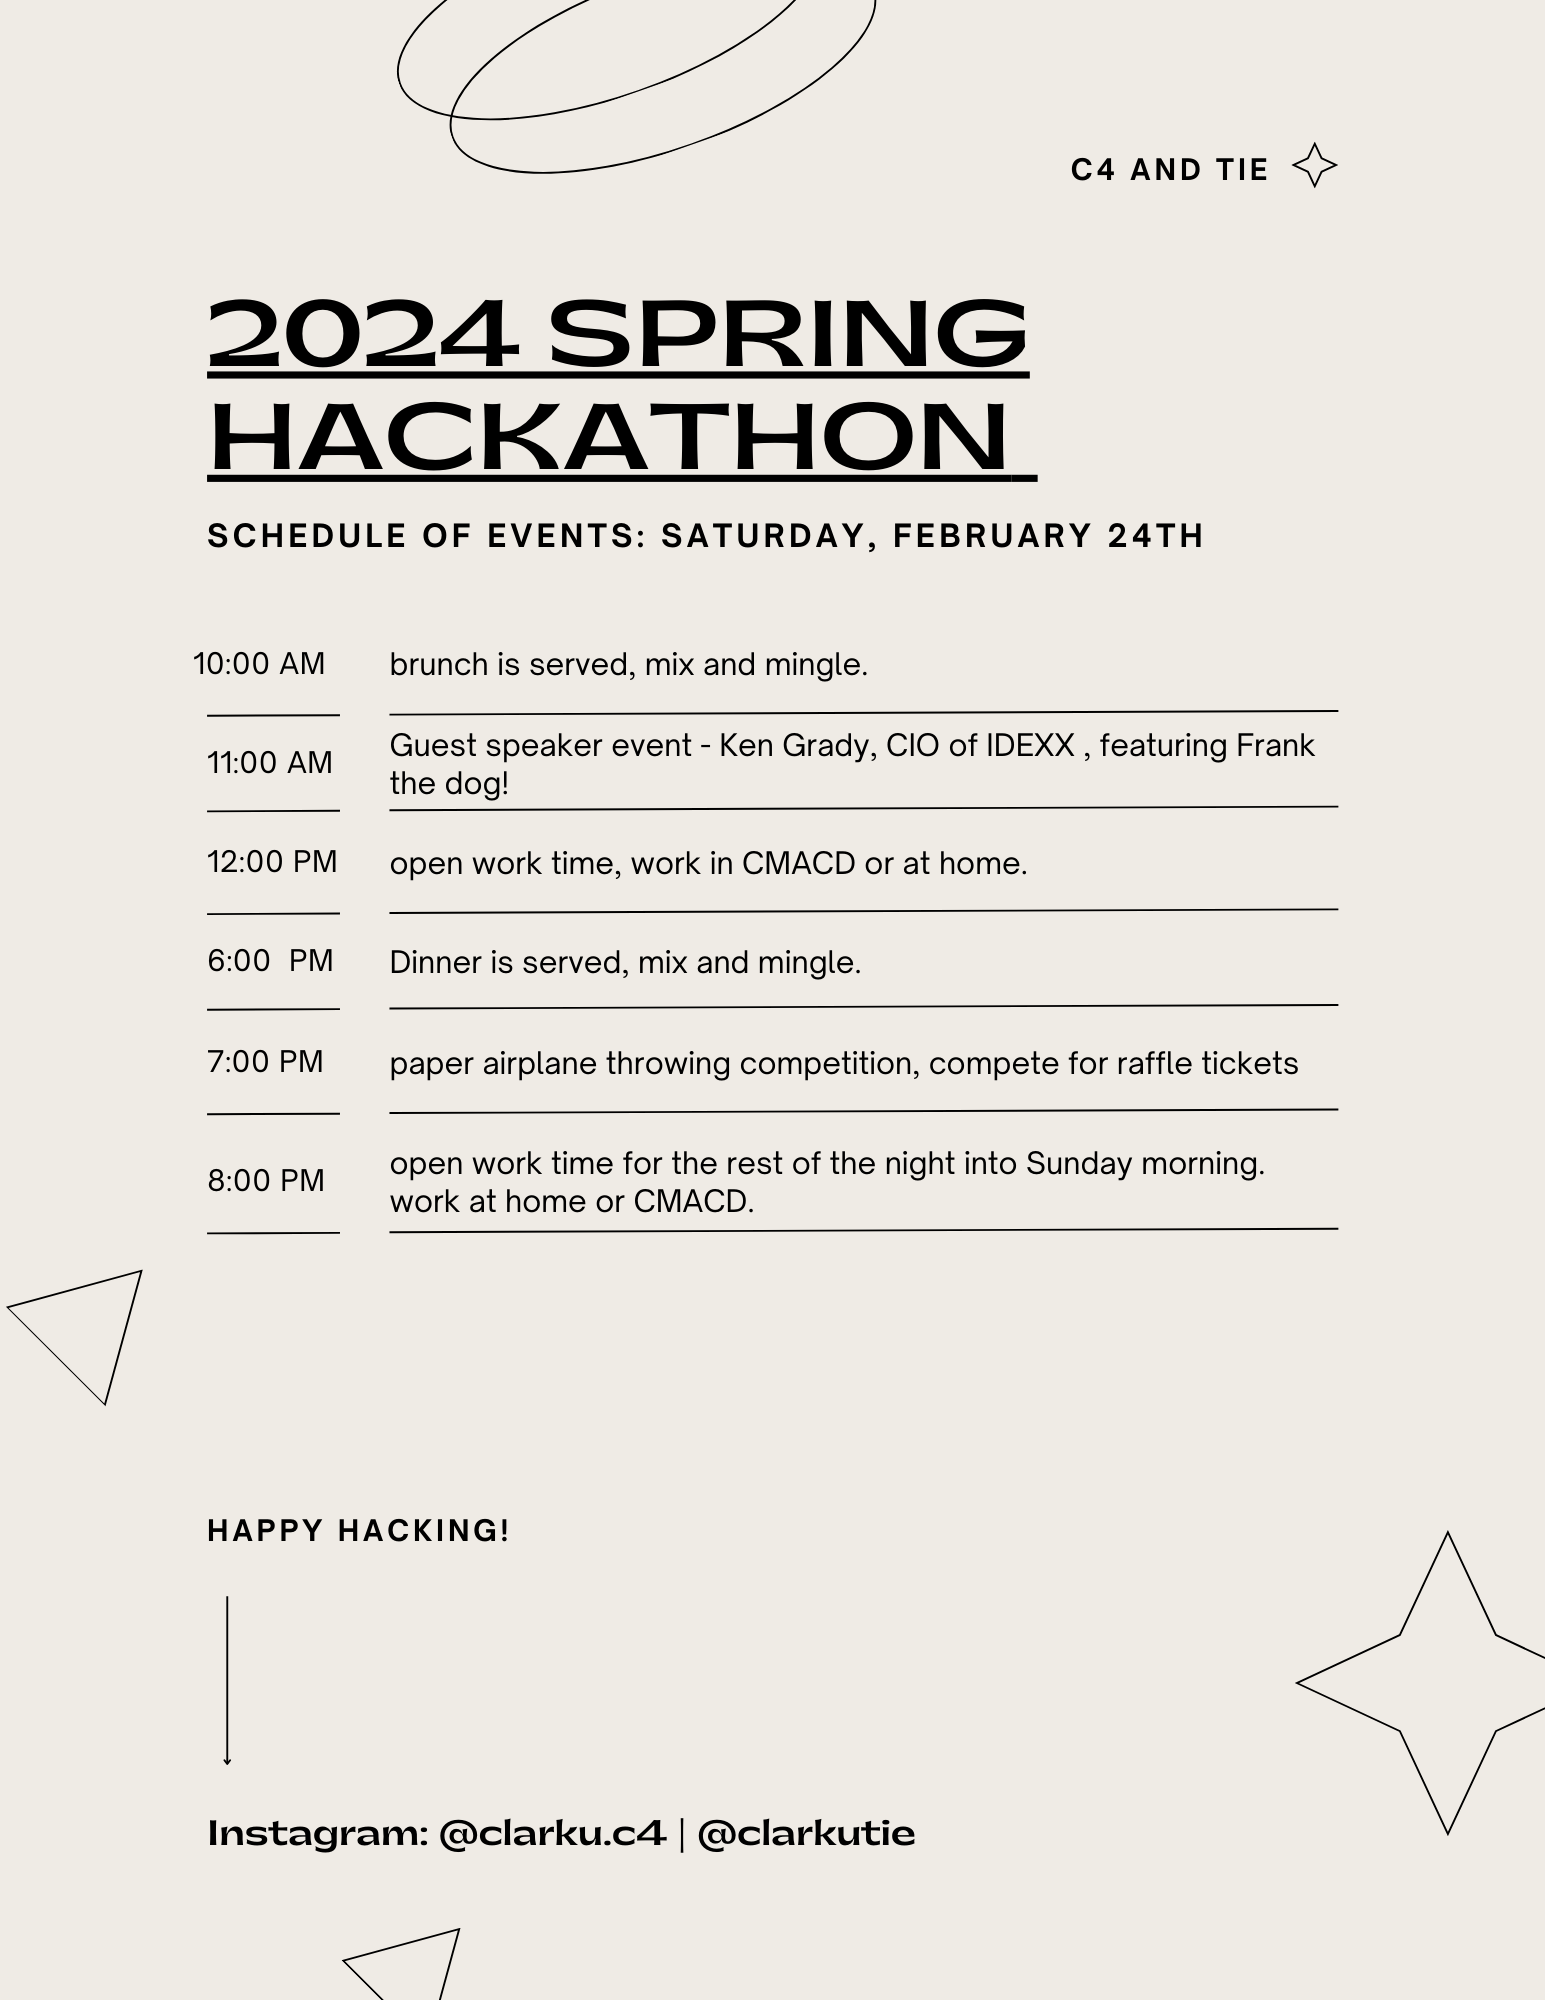 C4 AND TIE
2024 SPRING
HACKATHON
SCHEDULE OF EVENTS: SATURDAY, FEBRUARY 24TH
10:00 AM brunch is served, mix and mingle.
11:00 AM Guest speaker event - Ken Grady, CIO of IDEXX , featuring Frank
the dog!
12:00 PM open work time, work in CMACD or at home.
6:00  PM Dinner is served, mix and mingle.
7:00 PM paper airplane throwing competition, compete for raffle tickets
8:00 PM open work time for the rest of the night into Sunday morning.
work at home or CMACD.
HAPPY HACKING!
Instagram: @clarku.c4 | @clarkutie